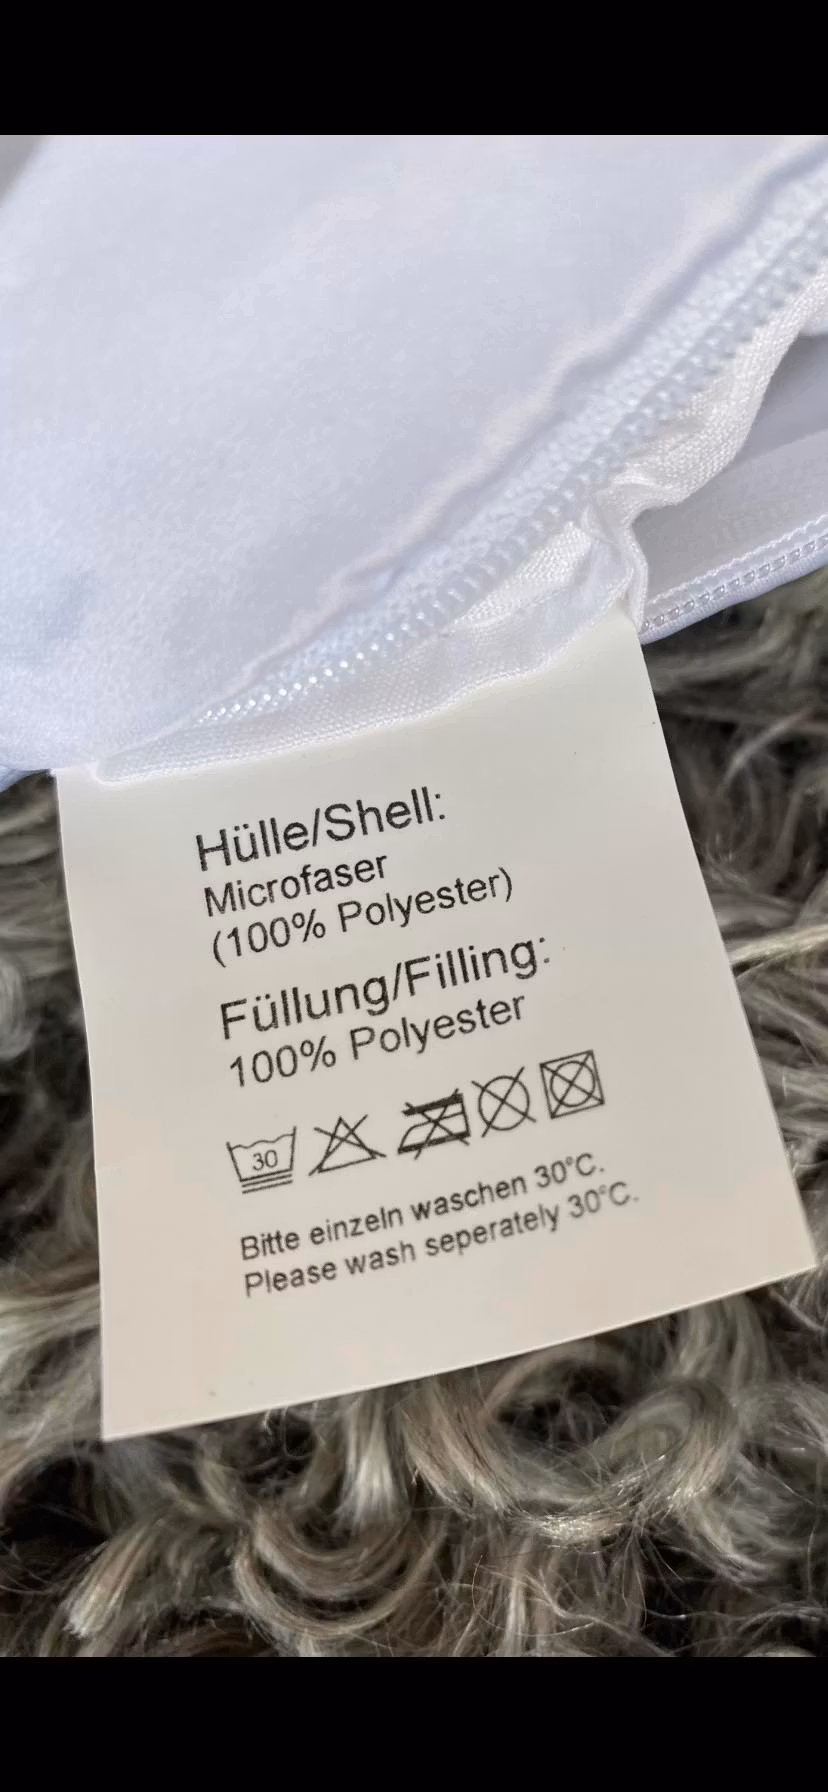 Hülle/Shell:
Microfaser
(100% Polyester)
Füllung/Filling:
100% Polyester
30
Bitte einzeln waschen 30°C.
Please wash seperately 30°C.